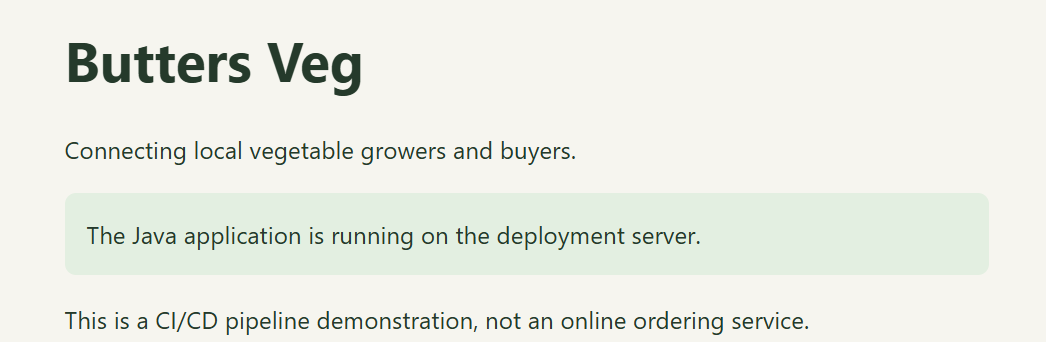 Butters Veg
Connecting local vegetable growers and buyers.
The Java application is running on the deployment server.
This is a CI/CD pipeline demonstration, not an online ordering service.